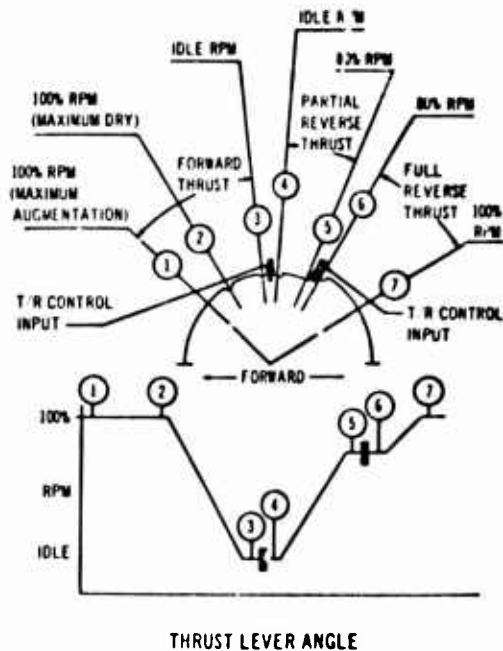 IDLE RPM
IDLE RPM
80% RPM
100% RPM
(MAXIMUM DRY)
PARTIAL
REVERSE
THRUST
80% RPM
100% RPM
(MAXIMUM
AUGMENTATION)
FORWARD
THRUST
FULL
REVERSE
THRUST
100%
RPM
1
2
3
4
5
6
7
T/R CONTROL
INPUT
T/R CONTROL
INPUT
FORWARD
1
2
3
4
5
6
7
100%
RPM
IDLE
THRUST LEVER ANGLE